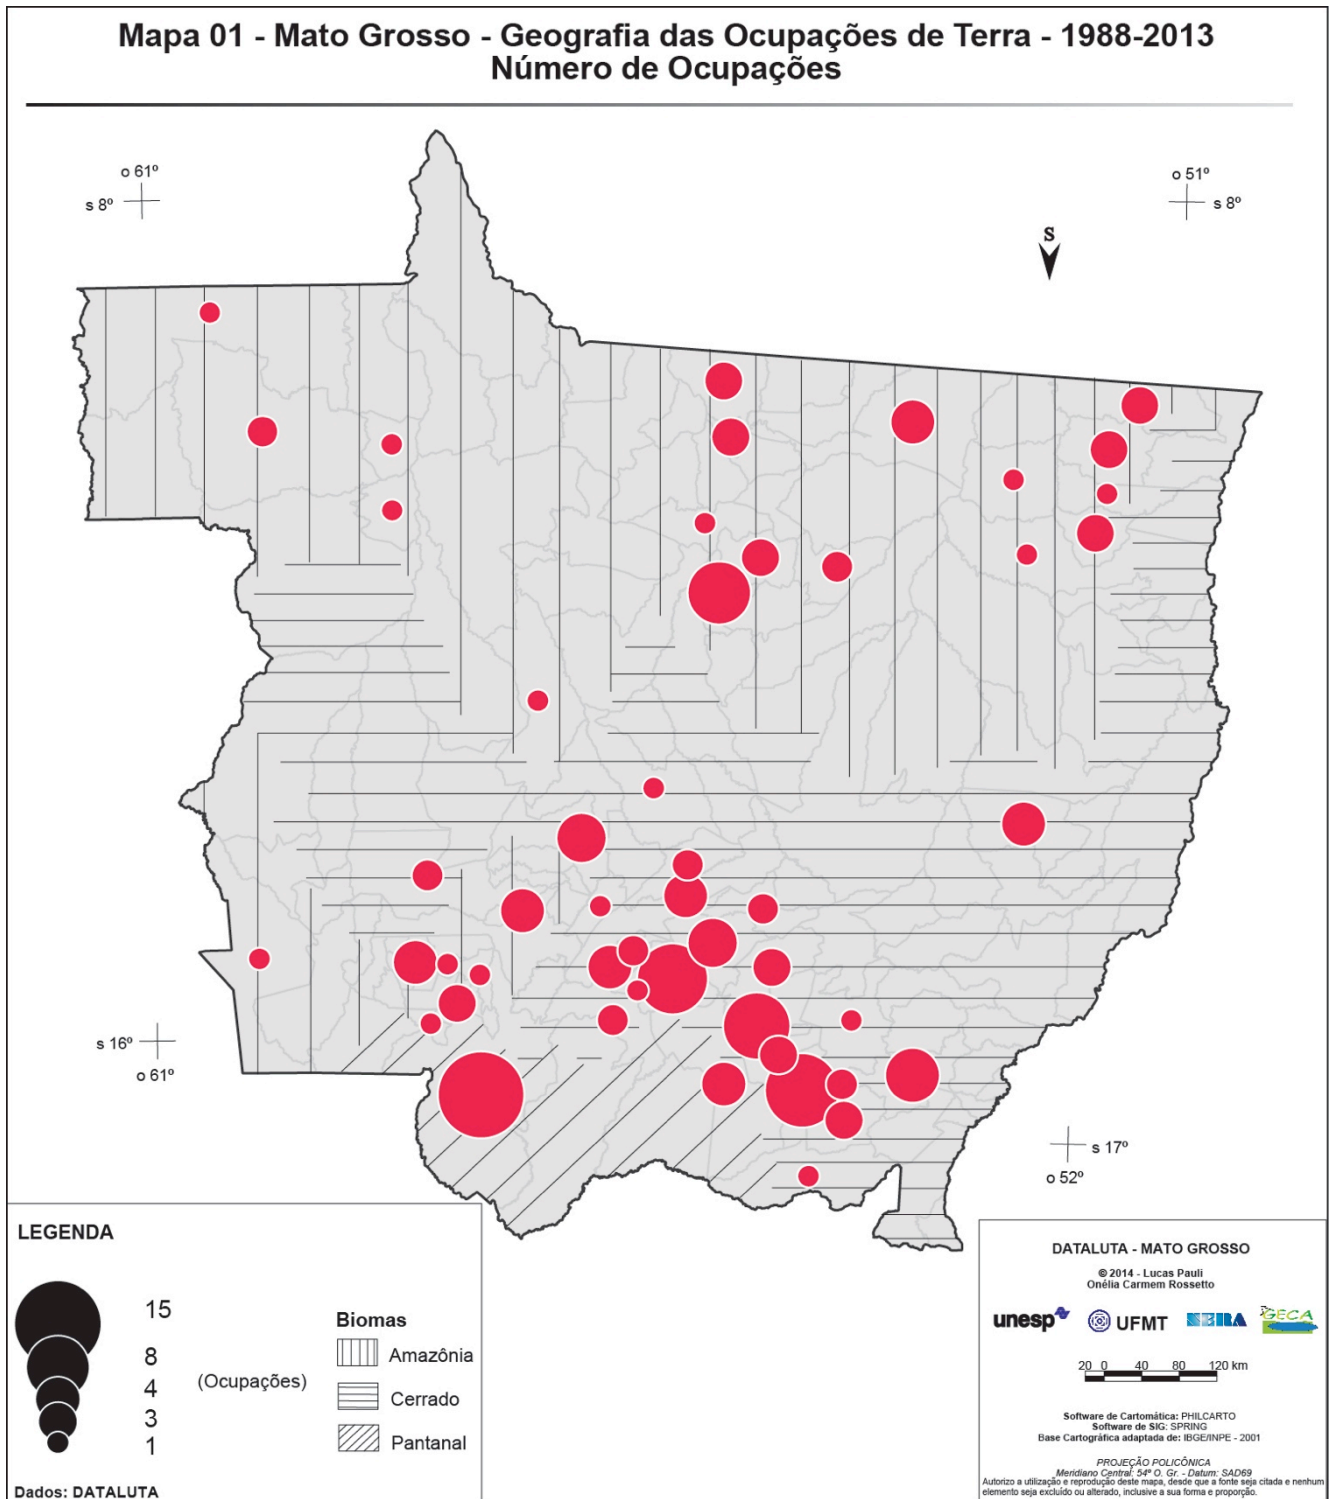 Mapa 01 - Mato Grosso - Geografia das Ocupações de Terra - 1988-2013
Número de Ocupações
o 61º
s 8º
o 51º
s 8º
S
s 16º
o 61º
s 17º
o 52º
LEGENDA
15
8
4
3
1
(Ocupações)
Biomas
Amazônia
Cerrado
Pantanal
Dados: DATALUTA
DATALUTA - MATO GROSSO
© 2014 - Lucas Pauli
Onélia Carmem Rossetto
unesp
UFMT
NERA
GECA
20 0 40 80 120 km
Software de Cartomática: PHILCARTO
Software de SIG: SPRING
Base Cartográfica adaptada de: IBGE/INPE - 2001
PROJEÇÃO POLICÔNICA
Meridiano Central: 54º O. Gr. - Datum: SAD69
Autorizo a utilização e reprodução deste mapa, desde que a fonte seja citada e nenhum
elemento seja excluído ou alterado, inclusive a sua forma e proporção.